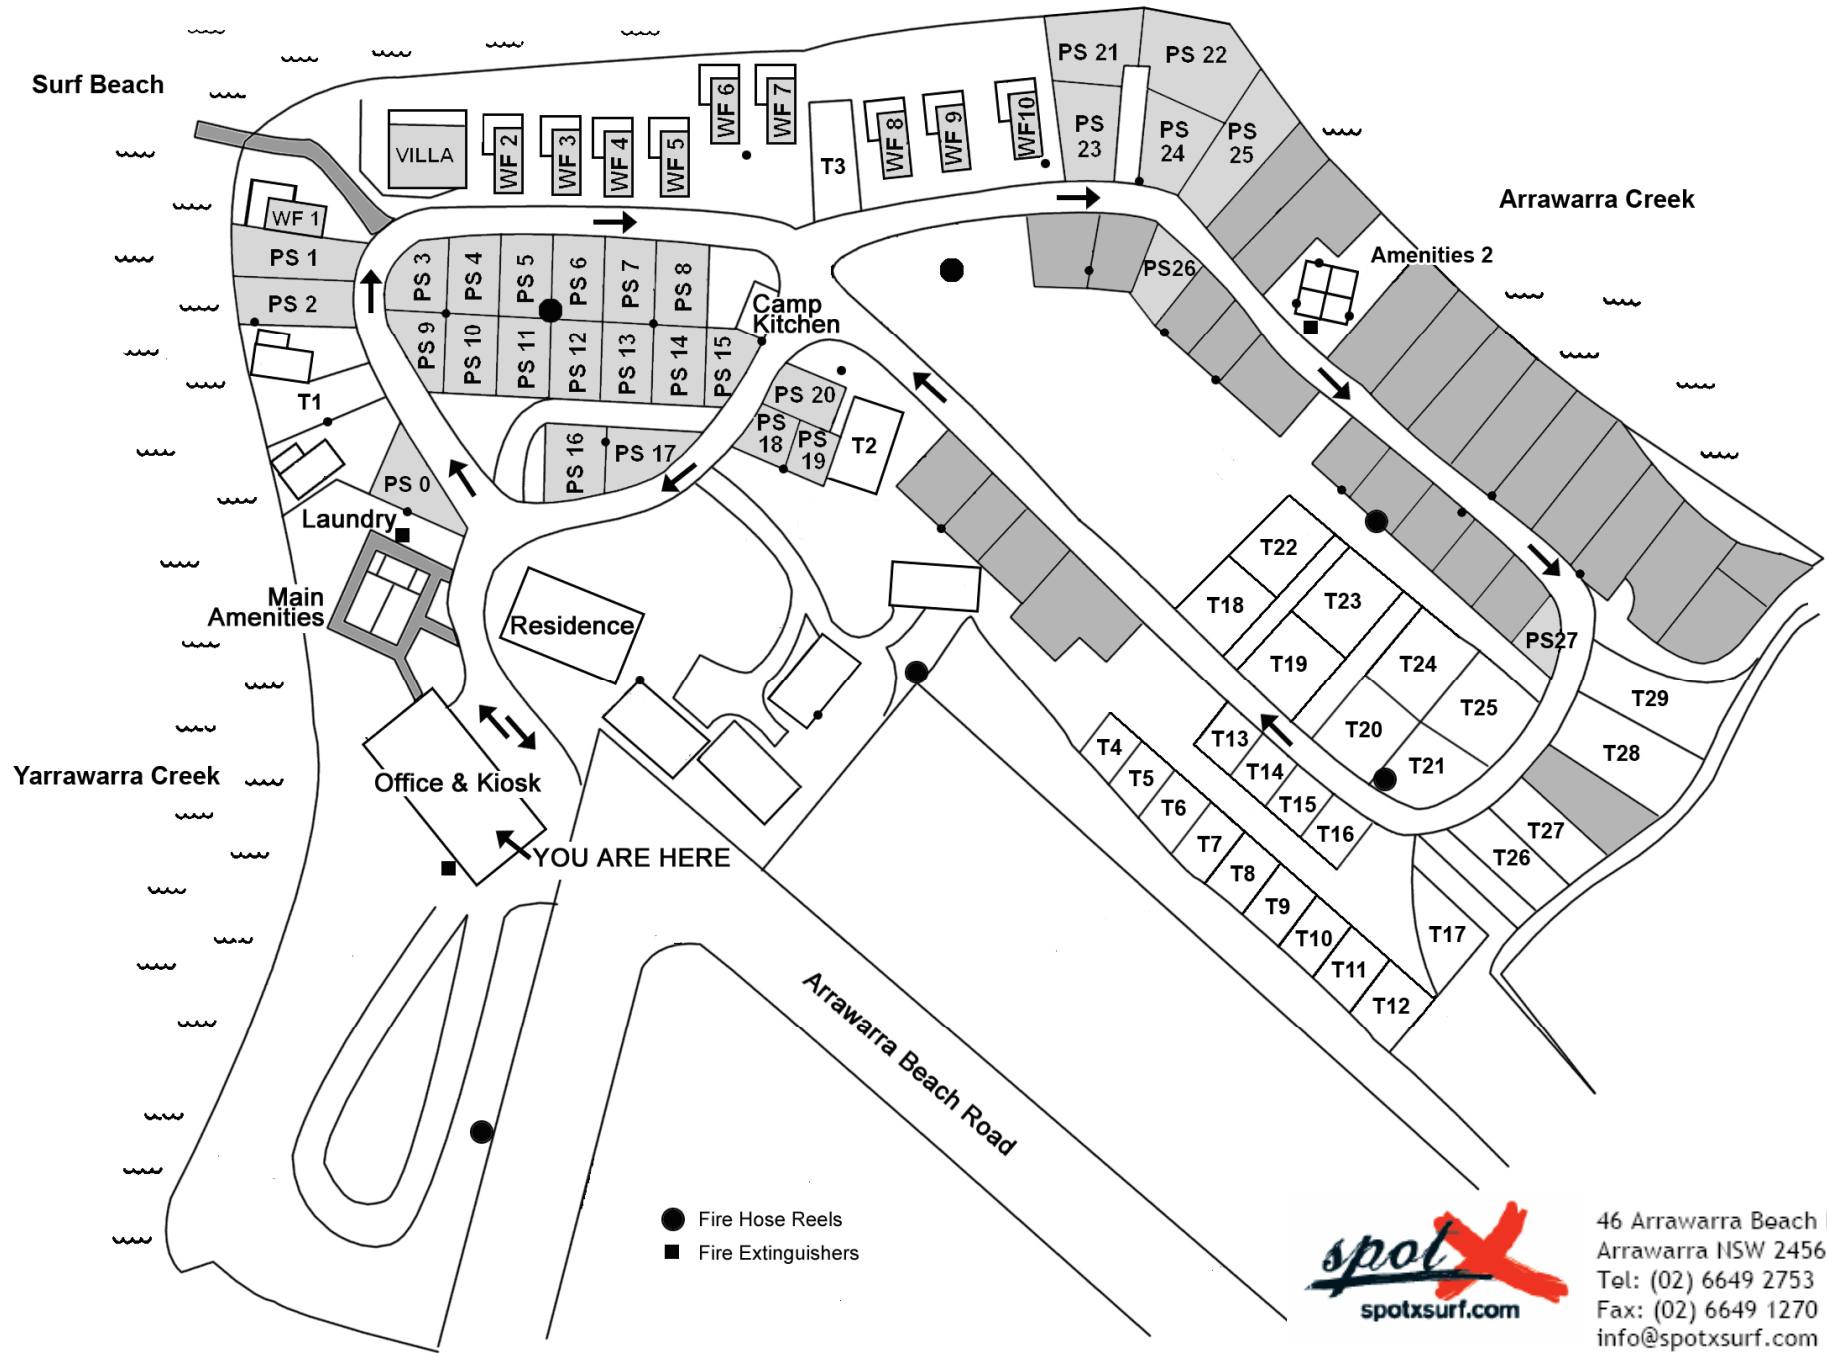 Surf Beach
PS 21
PS 22
WF 6
WF 7
VILLA
WF 2
WF 3
WF 4
WF 5
T3
WF 8
WF 9
WF10
PS
23
PS
24
PS
25
Arrawarra Creek
WF 1
PS 1
PS 2
PS 3
PS 4
PS 5
PS 6
PS 7
PS 8
PS26
Amenities 2
Camp
Kitchen
PS 9
PS 10
PS 11
PS 12
PS 13
PS 14
PS 15
T1
PS 20
PS
18
PS
19
T2
PS 16
PS 17
PS 0
Laundry
Main
Amenities
Residence
T22
T18
T23
T19
T24
T20
T25
T21
PS27
T29
T28
T27
T26
T13
T14
T15
T16
T4
T5
T6
T7
T8
T9
T10
T11
T12
T17
Yarrawarra Creek
Office & Kiosk
YOU ARE HERE
Arrawarra Beach Road
Fire Hose Reels
Fire Extinguishers
spot X
spotxsurf.com
46 Arrawarra Beach
Arrawarra NSW 2456
Tel: (02) 6649 2753
Fax: (02) 6649 1270
info@spotxsurf.com